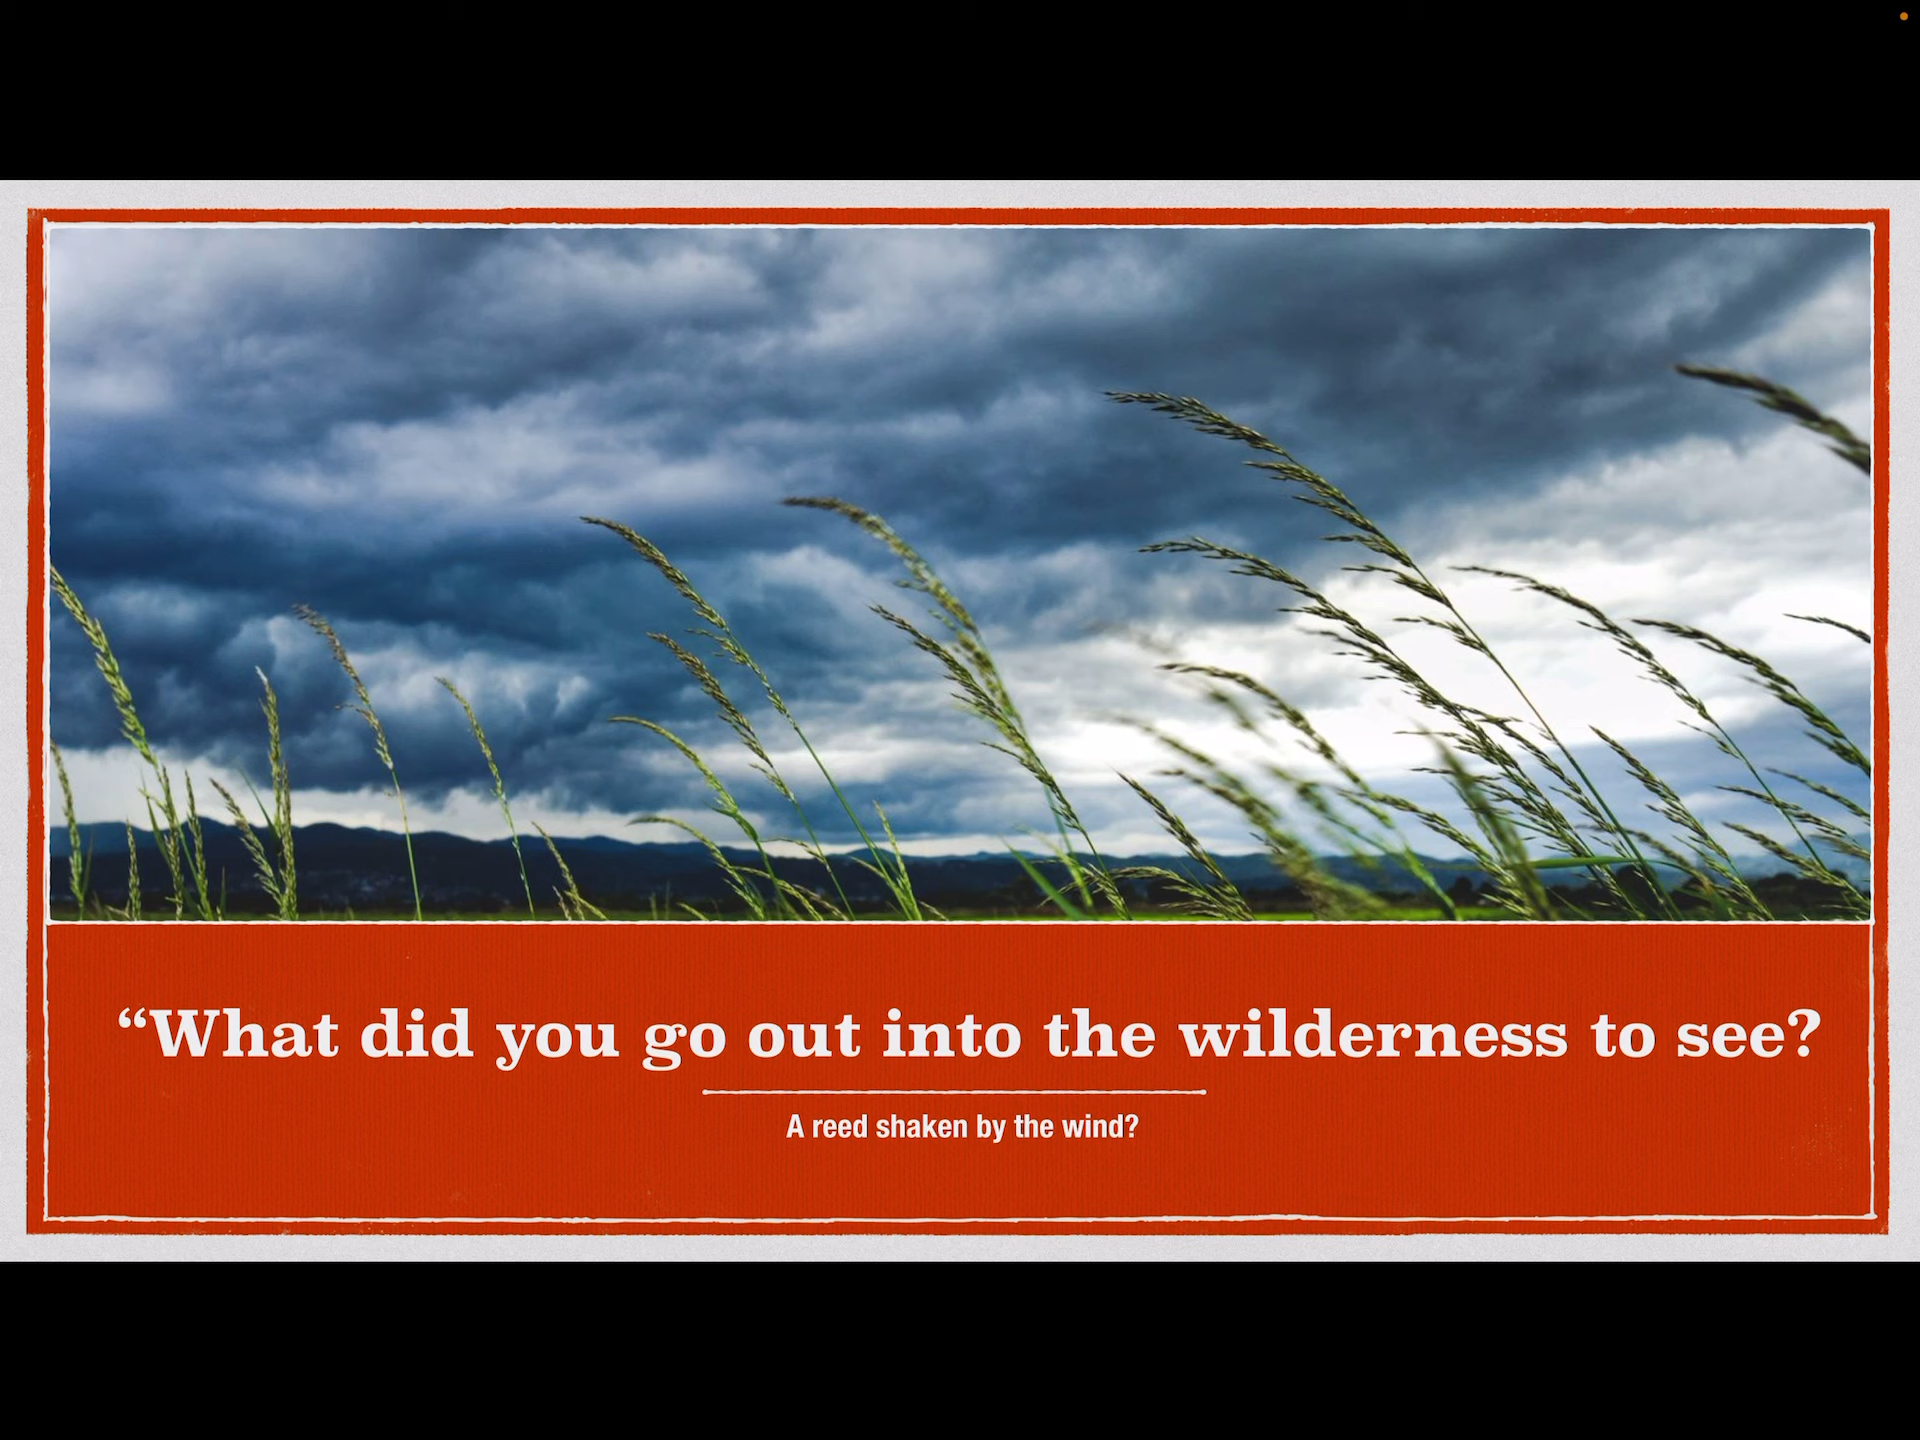 “What did you go out into the wilderness to see?
A reed shaken by the wind?